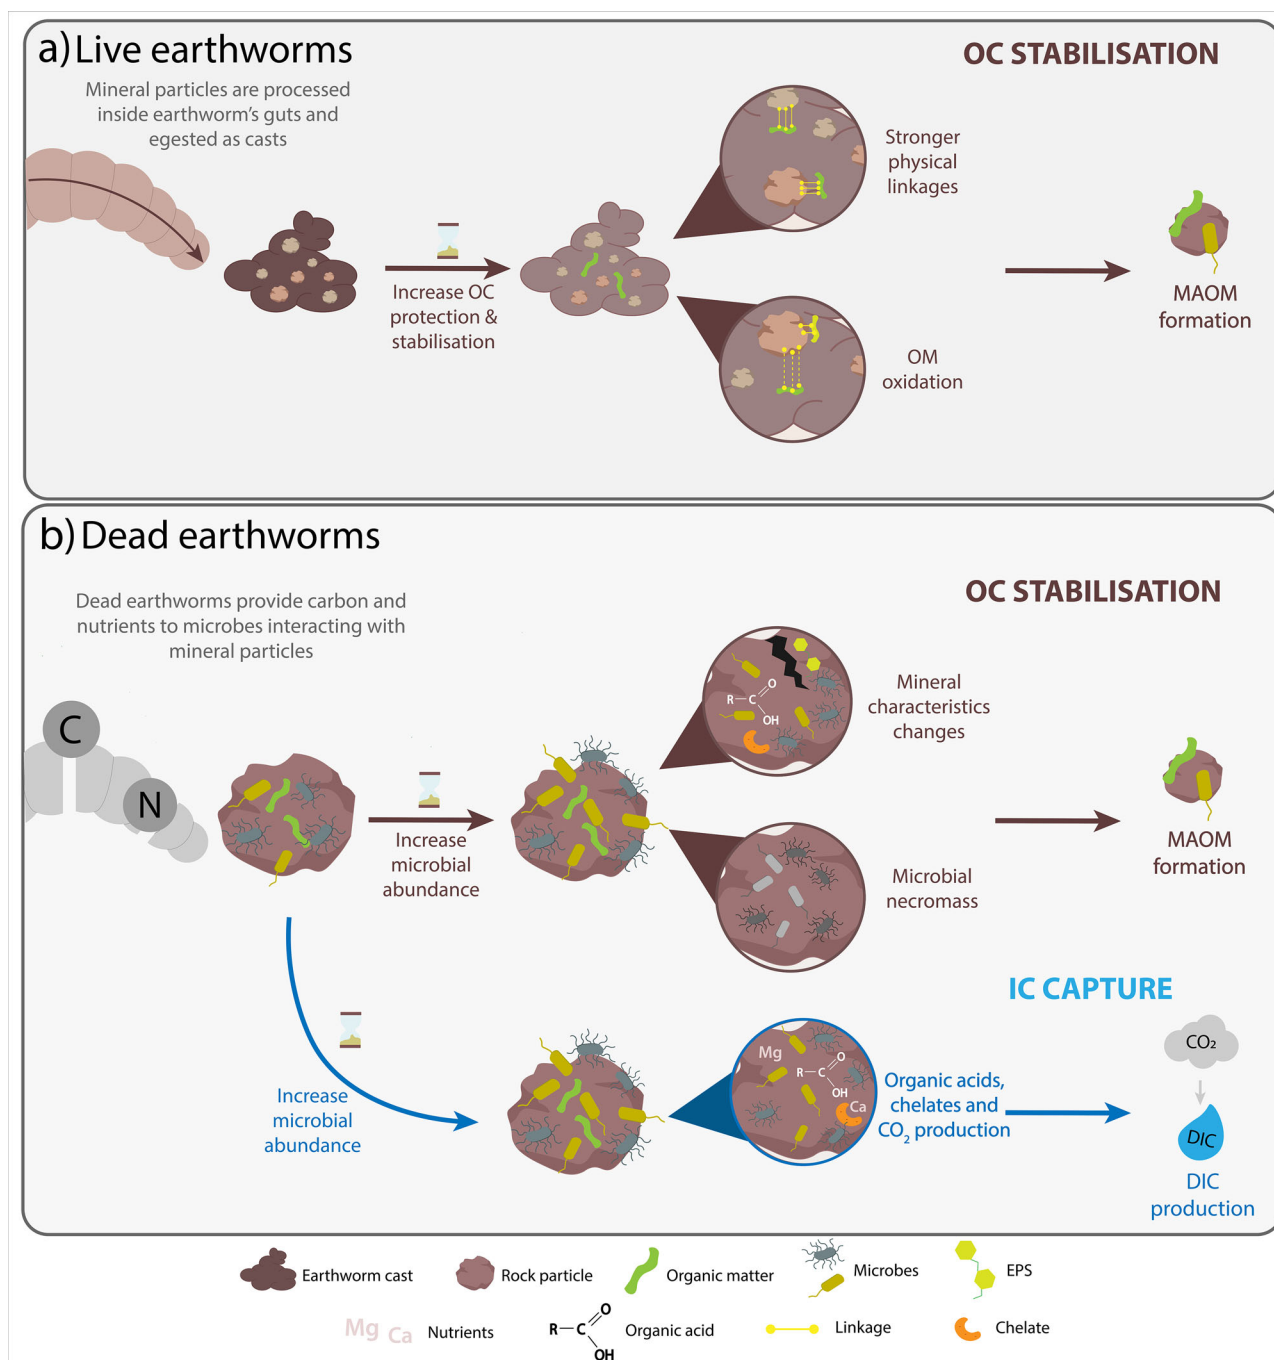 a) Live earthworms
OC STABILISATION
Mineral particles are processed
inside earthworm's guts and
egested as casts
Increase OC
protection &
stabilisation
Stronger
physical
linkages
OM
oxidation
MAOM
formation
b) Dead earthworms
OC STABILISATION
Dead earthworms provide carbon and
nutrients to microbes interacting with
mineral particles
C
N
Increase
microbial
abundance
R
C
O
OH
Mineral
characteristics
changes
Microbial
necromass
MAOM
formation
IC CAPTURE
Increase
microbial
abundance
Mg
R
C
O
OH
Ca
Organic acids,
chelates and
CO₂ production
CO₂
DIC
DIC
production
Earthworm cast
Rock particle
Organic matter
Microbes
EPS
Mg Ca
Nutrients
R
C
O
OH
Organic acid
Linkage
Chelate